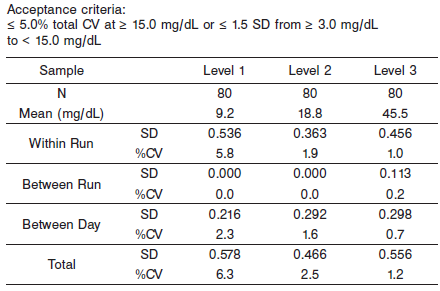 Acceptance criteria:
≤ 5.0% total CV at ≥ 15.0 mg/dL or ≤ 1.5 SD from ≥ 3.0 mg/dL
to < 15.0 mg/dL
Sample Level 1 Level 2 Level 3
N 80 80 80
Mean (mg/dL) 9.2 18.8 45.5
Within Run SD 0.536 0.363 0.456
%CV 5.8 1.9 1.0
Between Run SD 0.000 0.000 0.113
%CV 0.0 0.0 0.2
Between Day SD 0.216 0.292 0.298
%CV 2.3 1.6 0.7
Total SD 0.578 0.466 0.556
%CV 6.3 2.5 1.2